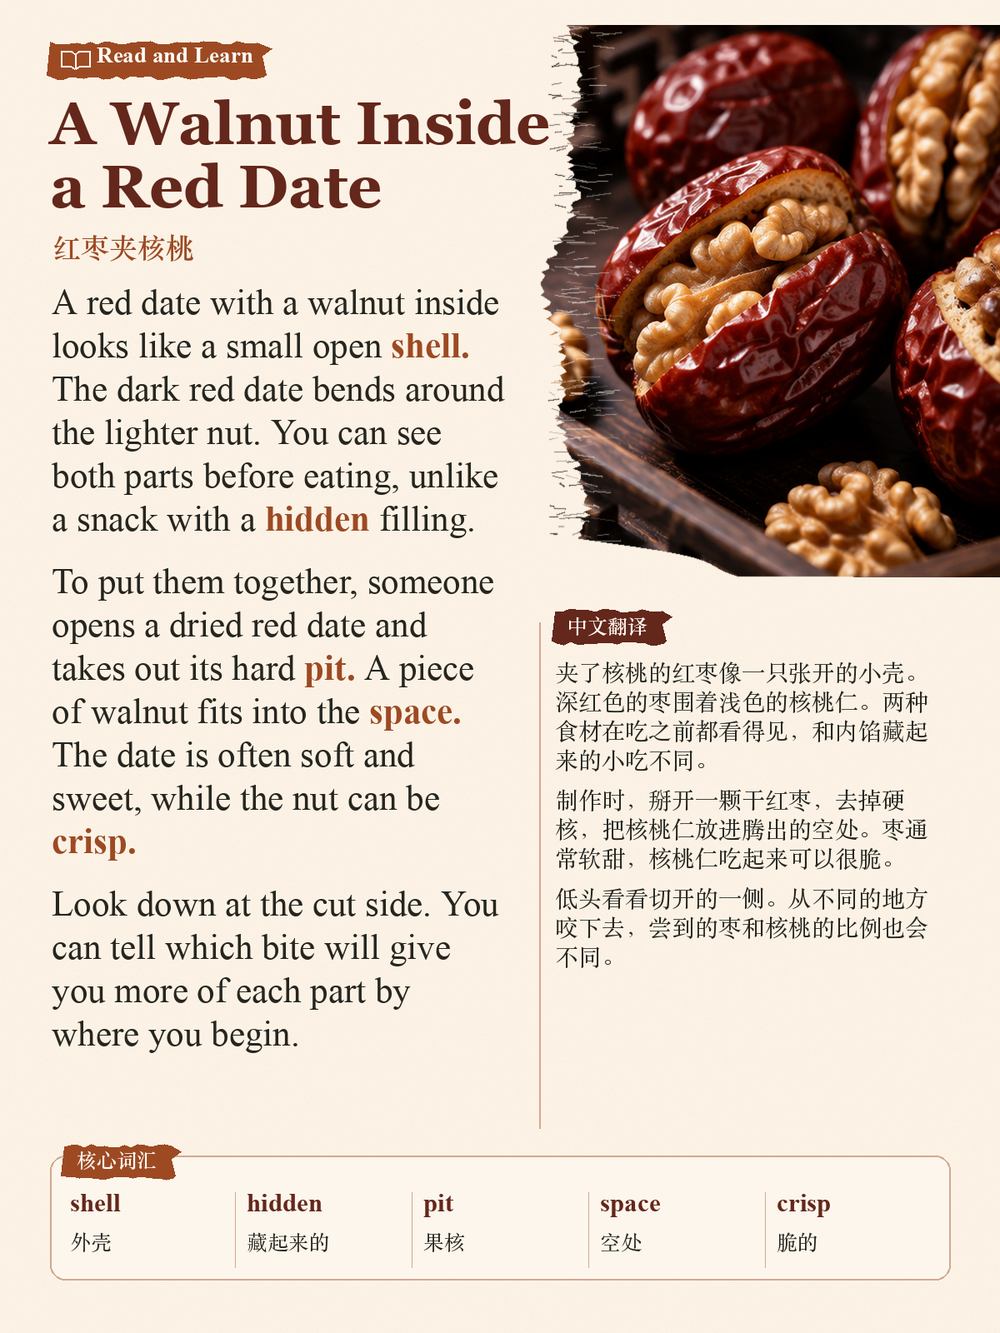 Read and Learn
A Walnut Inside
a Red Date
红枣夹核桃
A red date with a walnut inside
looks like a small open shell.
The dark red date bends around
the lighter nut. You can see
both parts before eating, unlike
a snack with a hidden filling.
To put them together, someone
opens a dried red date and
takes out its hard pit. A piece
of walnut fits into the space.
The date is often soft and
sweet, while the nut can be
crisp.
Look down at the cut side. You
can tell which bite will give
you more of each part by
where you begin.
中文翻译
夹了核桃的红枣像一只张开的小壳。
深红色的枣围着浅色的核桃仁。两种
食材在吃之前都看得见，和内馅藏起
来的小吃不同。
制作时，掰开一颗干红枣，去掉硬
核，把核桃仁放进腾出的空处。枣通
常软甜，核桃仁吃起来可以很脆。
低头看看切开的一侧。从不同的地方
咬下去，尝到的枣和核桃的比例也会
不同。
核心词汇
shell
外壳
hidden
藏起来的
pit
果核
space
空处
crisp
脆的